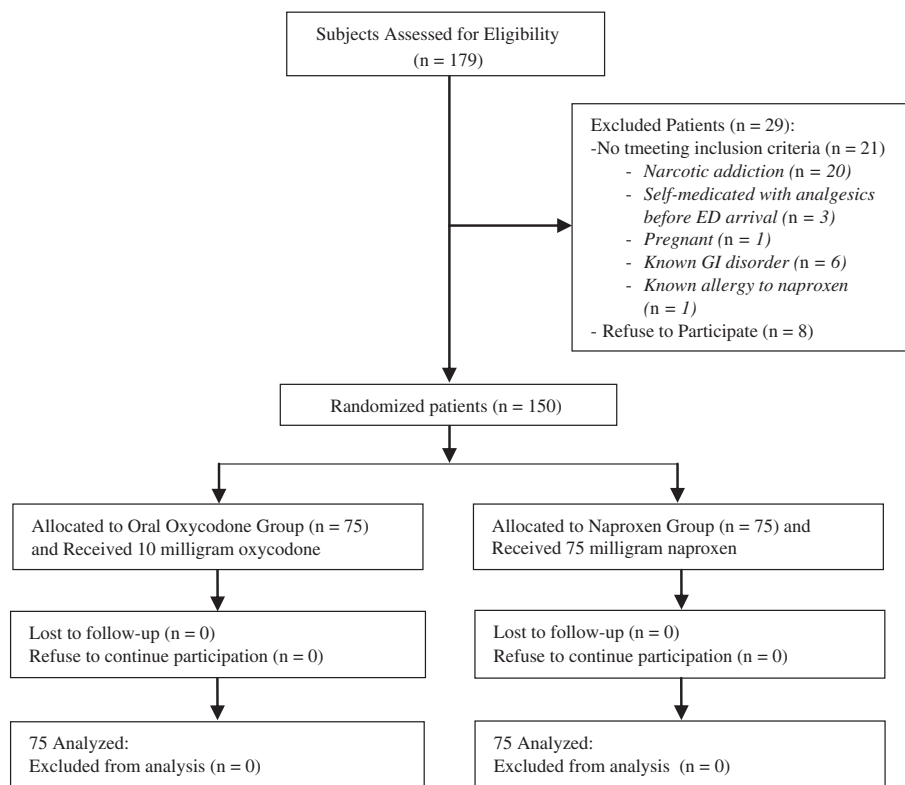 Subjects Assessed for Eligibility
(n = 179)
Excluded Patients (n = 29):
-No tmeeting inclusion criteria (n = 21)
- Narcotic addiction (n = 20)
- Self-medicated with analgesics
before ED arrival (n = 3)
- Pregnant (n = 1)
- Known GI disorder (n = 6)
- Known allergy to naproxen
(n = 1)
- Refuse to Participate (n = 8)
Randomized patients (n = 150)
Allocated to Oral Oxycodone Group (n = 75)
and Received 10 milligram oxycodone
Allocated to Naproxen Group (n = 75) and
Received 75 milligram naproxen
Lost to follow-up (n = 0)
Refuse to continue participation (n = 0)
Lost to follow-up (n = 0)
Refuse to continue participation (n = 0)
75 Analyzed:
Excluded from analysis (n = 0)
75 Analyzed:
Excluded from analysis (n = 0)